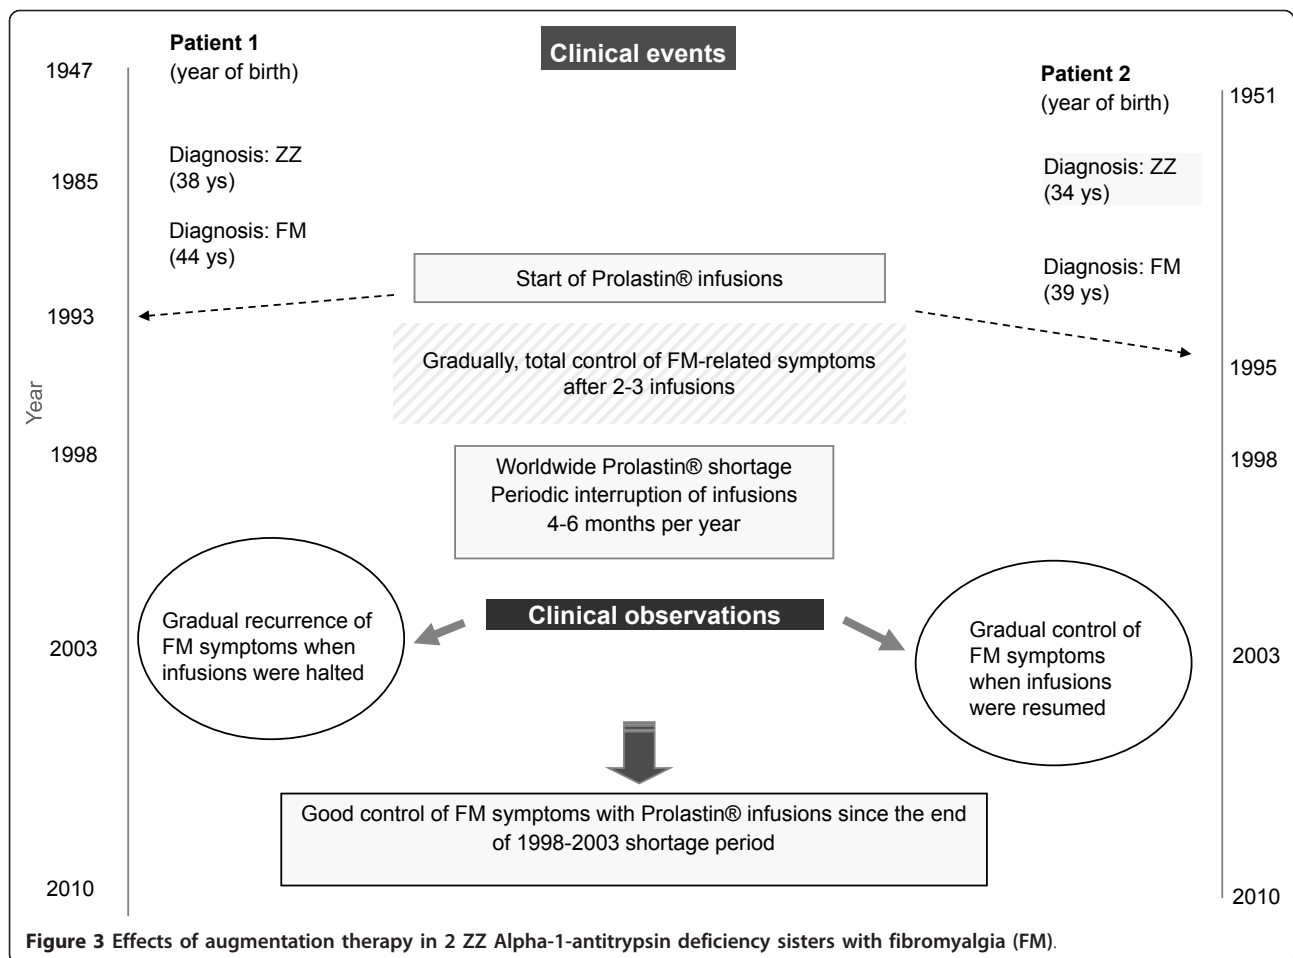 Clinical events
Patient 1
(year of birth)
1947
Patient 2
(year of birth)
1951
Diagnosis: ZZ
(38 ys)
1985
Diagnosis: ZZ
(34 ys)
Diagnosis: FM
(44 ys)
Diagnosis: FM
(39 ys)
Start of Prolastin® infusions
1993
Gradually, total control of FM-related symptoms
after 2-3 infusions
1995
Year
1998
Worldwide Prolastin® shortage
Periodic interruption of infusions
4-6 months per year
1998
Clinical observations
Gradual recurrence of
FM symptoms when
infusions were halted
2003
Gradual control of
FM symptoms
when infusions
were resumed
2003
Good control of FM symptoms with Prolastin® infusions since the end
of 1998-2003 shortage period
2010
2010
Figure 3 Effects of augmentation therapy in 2 ZZ Alpha-1-antitrypsin deficiency sisters with fibromyalgia (FM).